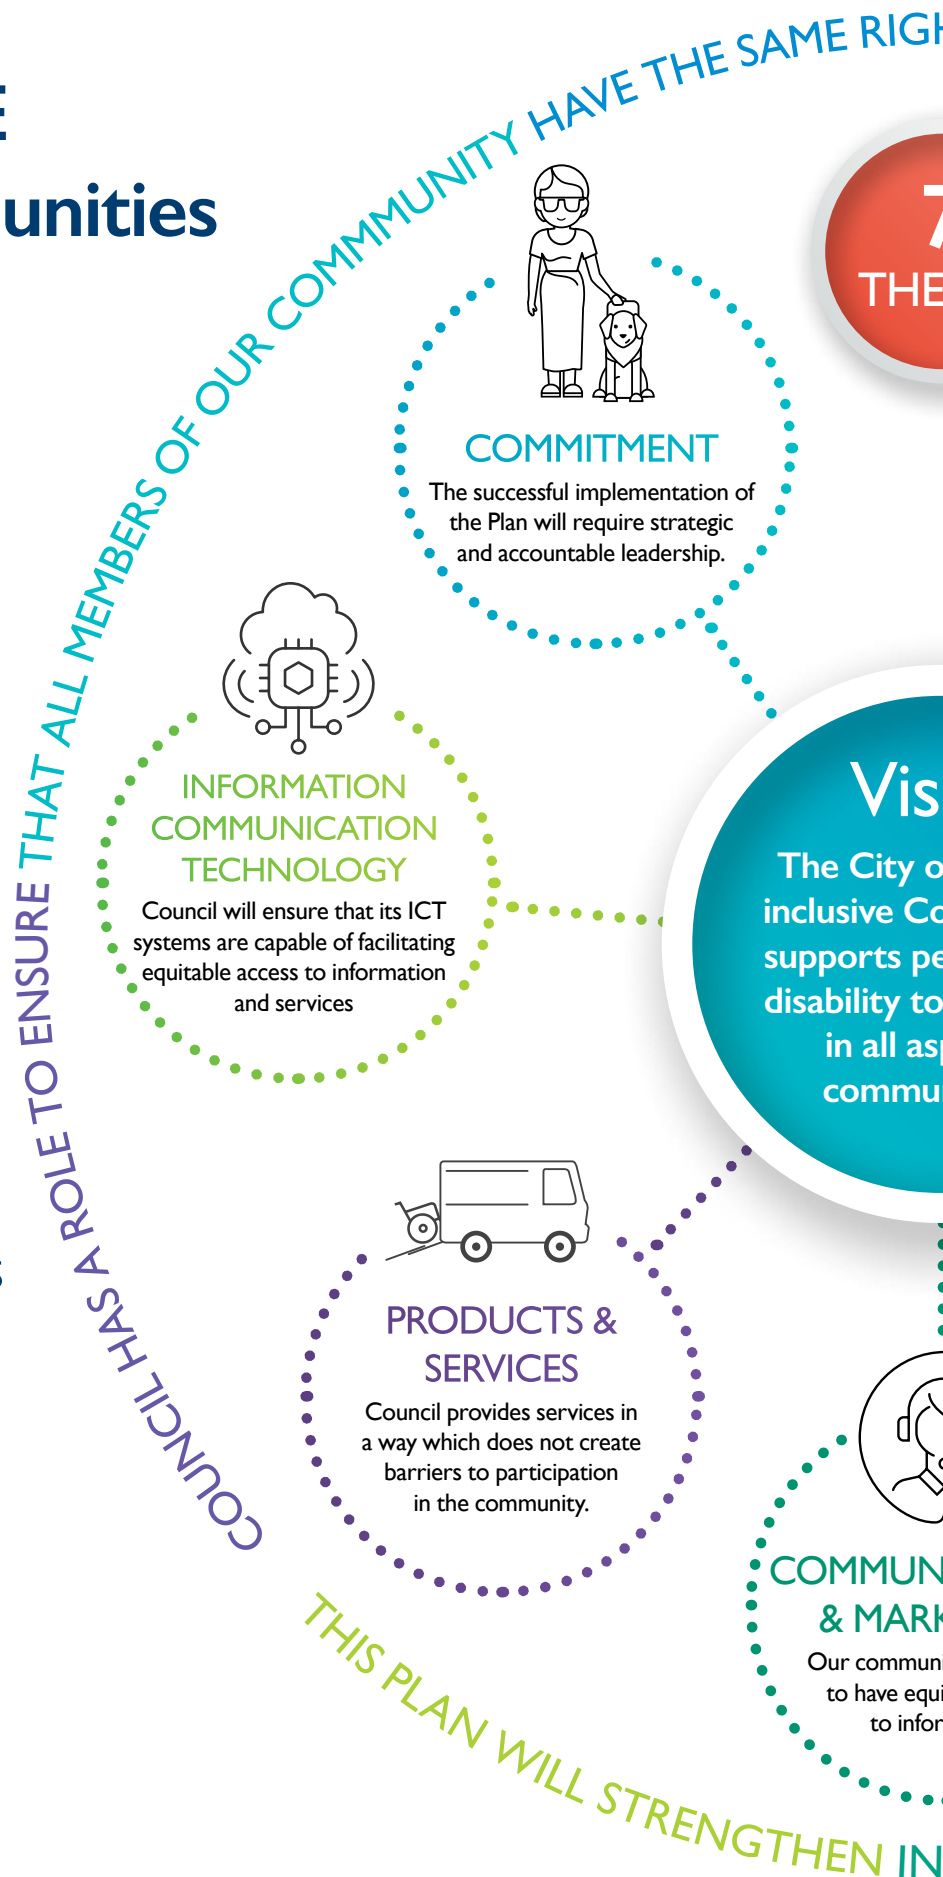 unities
COUNCIL HAS A ROLE TO ENSURE THAT ALL MEMBERS OF OUR COMMMUNITY HAVE THE SAME RIGH
7
THE
COMMITMENT
The successful implementation of
the Plan will require strategic
and accountable leadership.
INFORMATION
COMMUNICATION
TECHNOLOGY
Council will ensure that its ICT
systems are capable of facilitating
equitable access to information
and services
Vis
The City o
inclusive Co
supports pe
disability to
in all asp
commu
PRODUCTS &
SERVICES
Council provides services in
a way which does not create
barriers to participation
in the community.
COMMUN
& MARK
Our communi
to have equi
to infor
THIS PLAN WILL STRENGTHEN IN